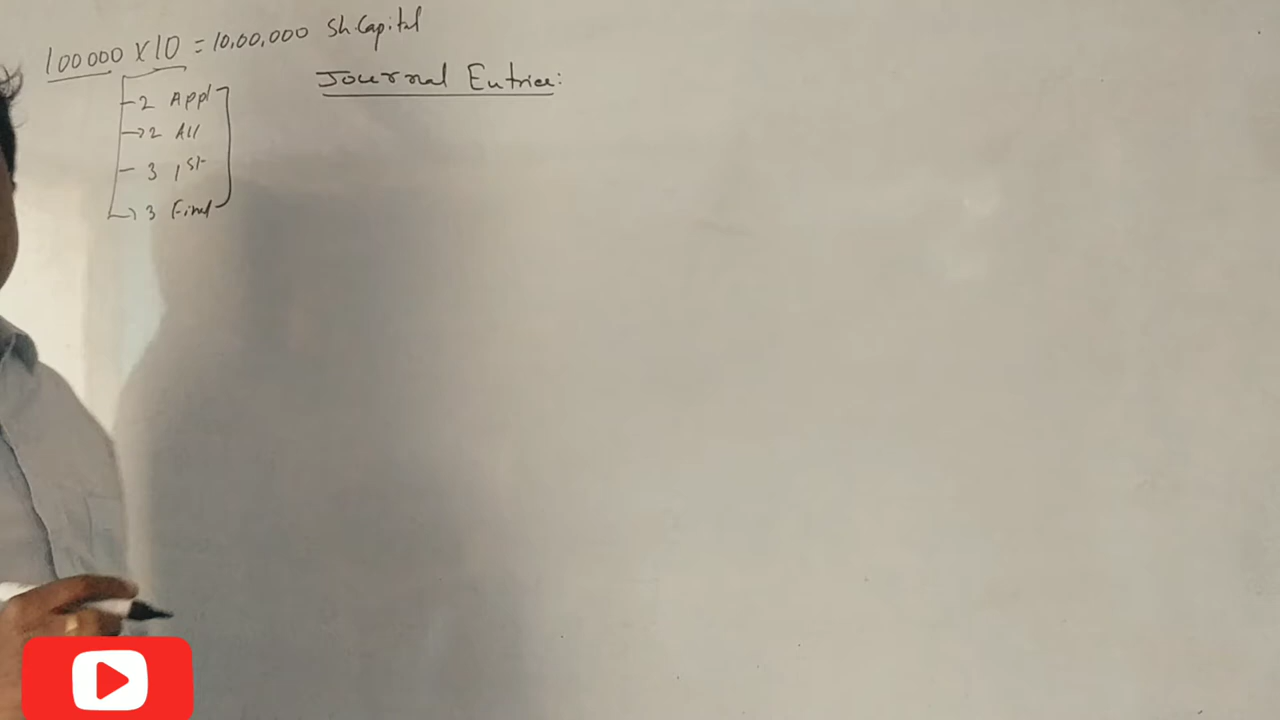 100000 X 10 = 10,00,000 Sh. Capital
Journal Entries:
2 Appl
2 All
3 1st
3 Final